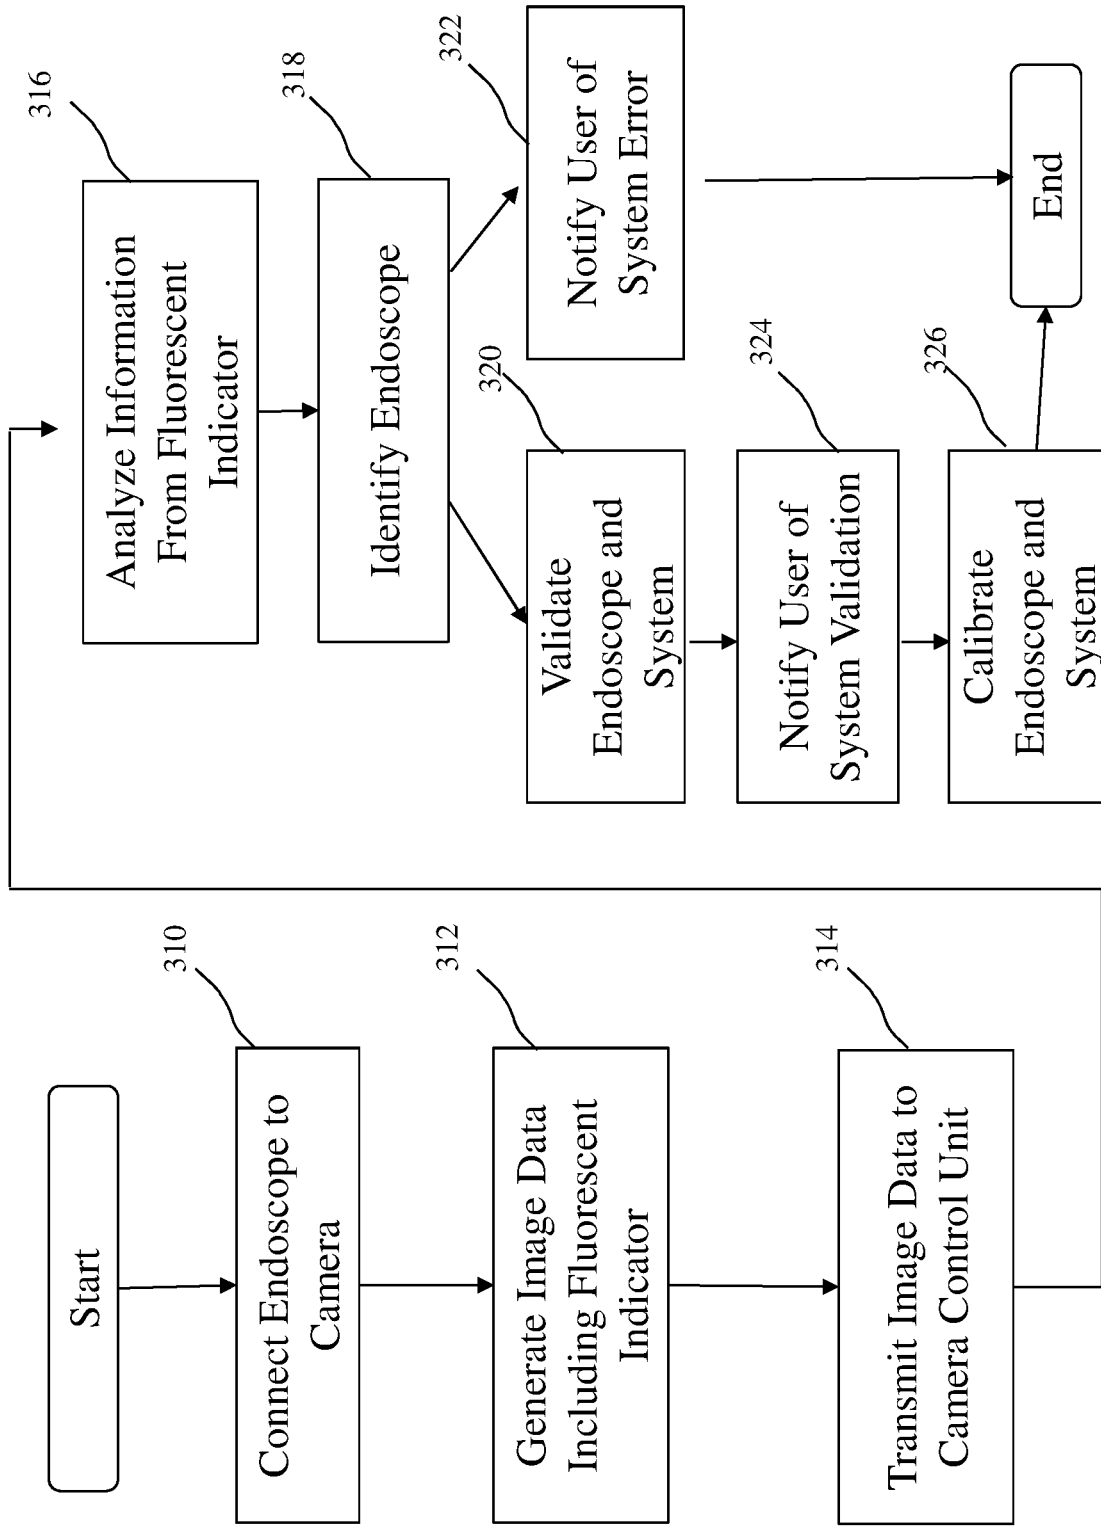 Start
310
Connect Endoscope to
Camera
312
Generate Image Data
Including Fluorescent
Indicator
314
Transmit Image Data to
Camera Control Unit
316
Analyze Information
From Fluorescent
Indicator
318
Identify Endoscope
320
Validate
Endoscope and
System
322
Notify User of
System Error
324
Notify User of
System Validation
326
Calibrate
Endoscope and
System
End